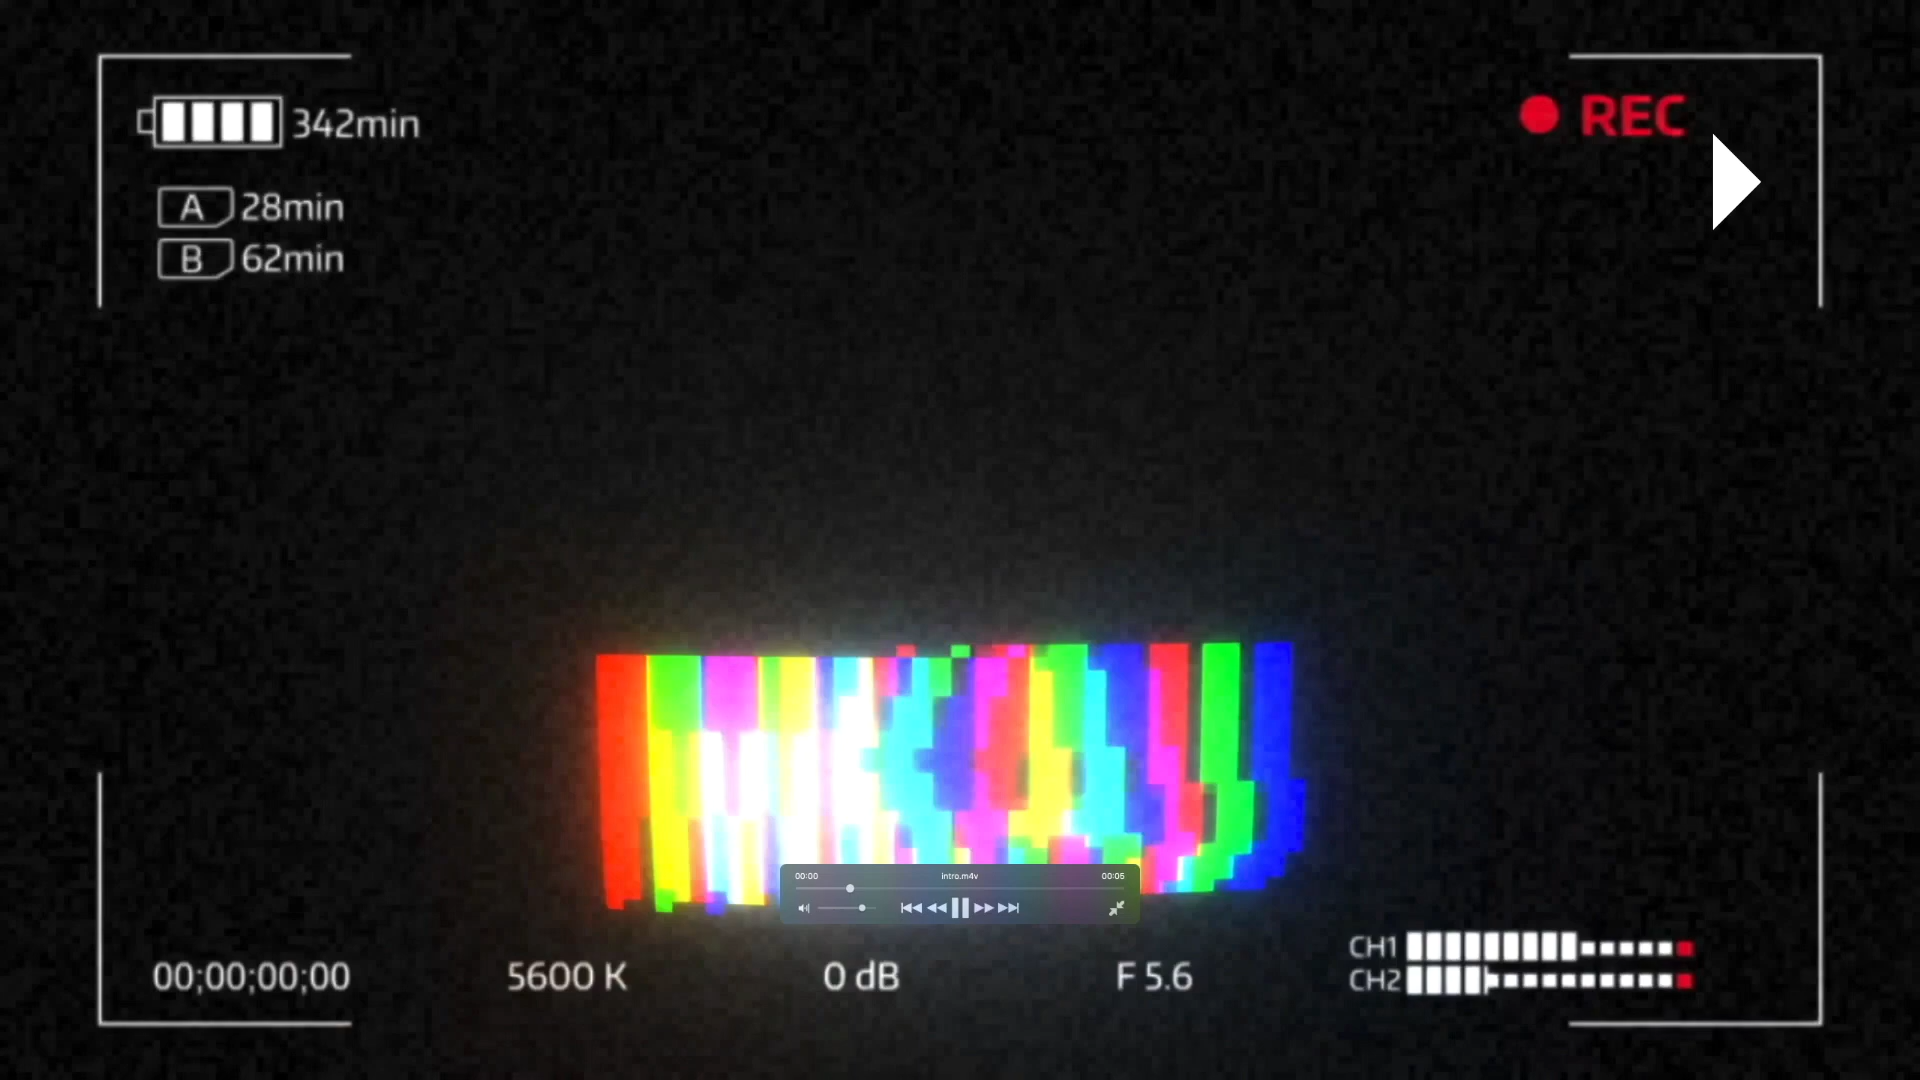 342min
REC
A 28min
B 62min
00:00 intro.m4v 00:05
00;00;00;00 5600 K 0 dB F 5.6
CH1
CH2